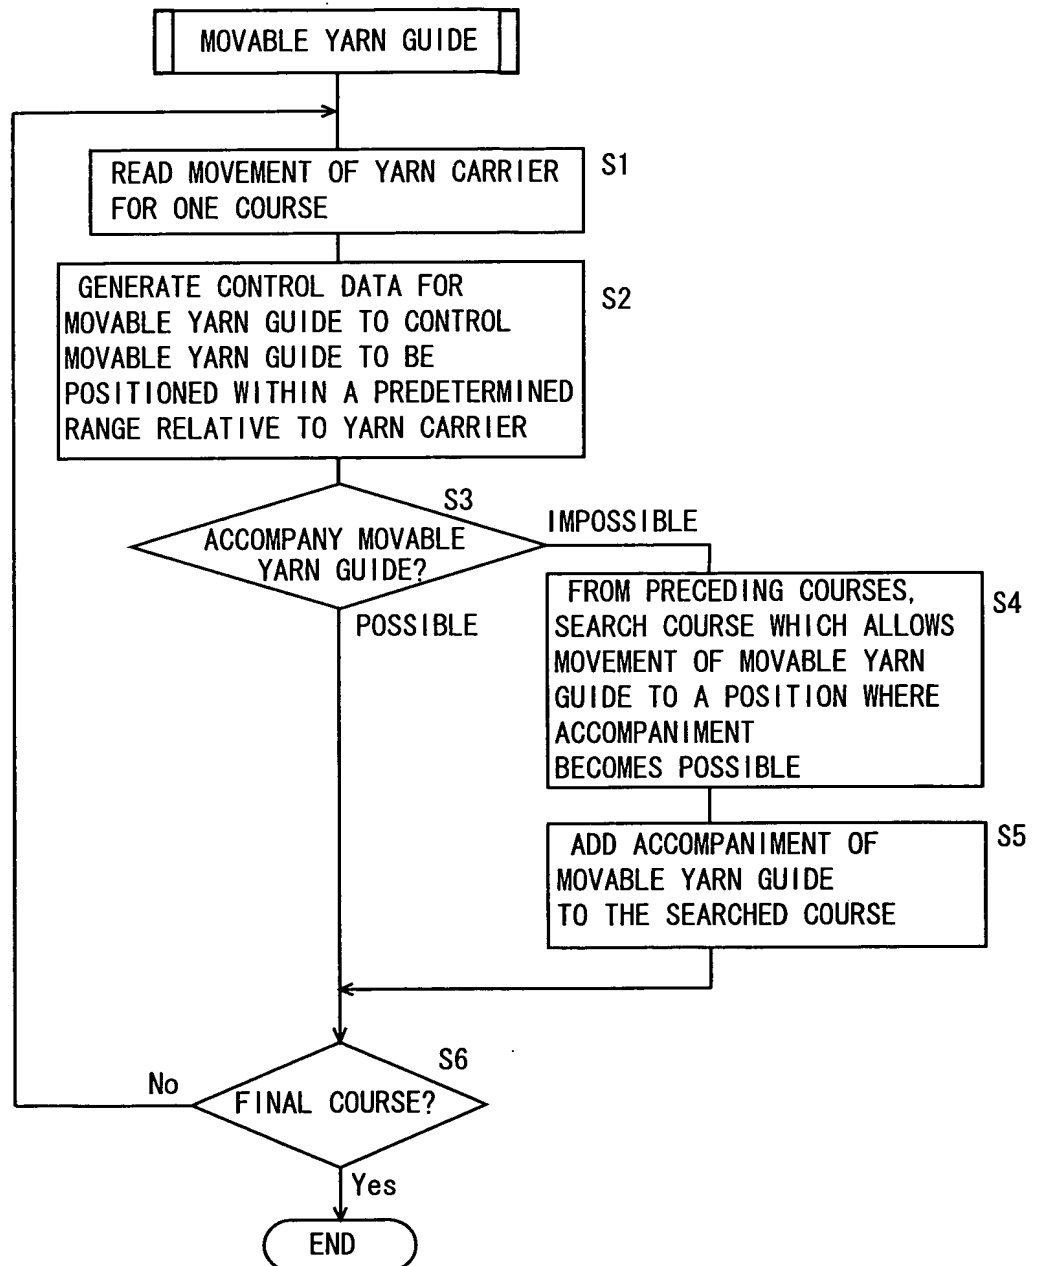 MOVABLE YARN GUIDE
READ MOVEMENT OF YARN CARRIER
FOR ONE COURSE
S1
GENERATE CONTROL DATA FOR
MOVABLE YARN GUIDE TO CONTROL
MOVABLE YARN GUIDE TO BE
POSITIONED WITHIN A PREDETERMINED
RANGE RELATIVE TO YARN CARRIER
S2
S3
ACCOMPANY MOVABLE
YARN GUIDE?
IMPOSSIBLE
POSSIBLE
FROM PRECEDING COURSES,
SEARCH COURSE WHICH ALLOWS
MOVEMENT OF MOVABLE YARN
GUIDE TO A POSITION WHERE
ACCOMPANIMENT
BECOMES POSSIBLE
S4
ADD ACCOMPANIMENT OF
MOVABLE YARN GUIDE
TO THE SEARCHED COURSE
S5
S6
FINAL COURSE?
No
Yes
END